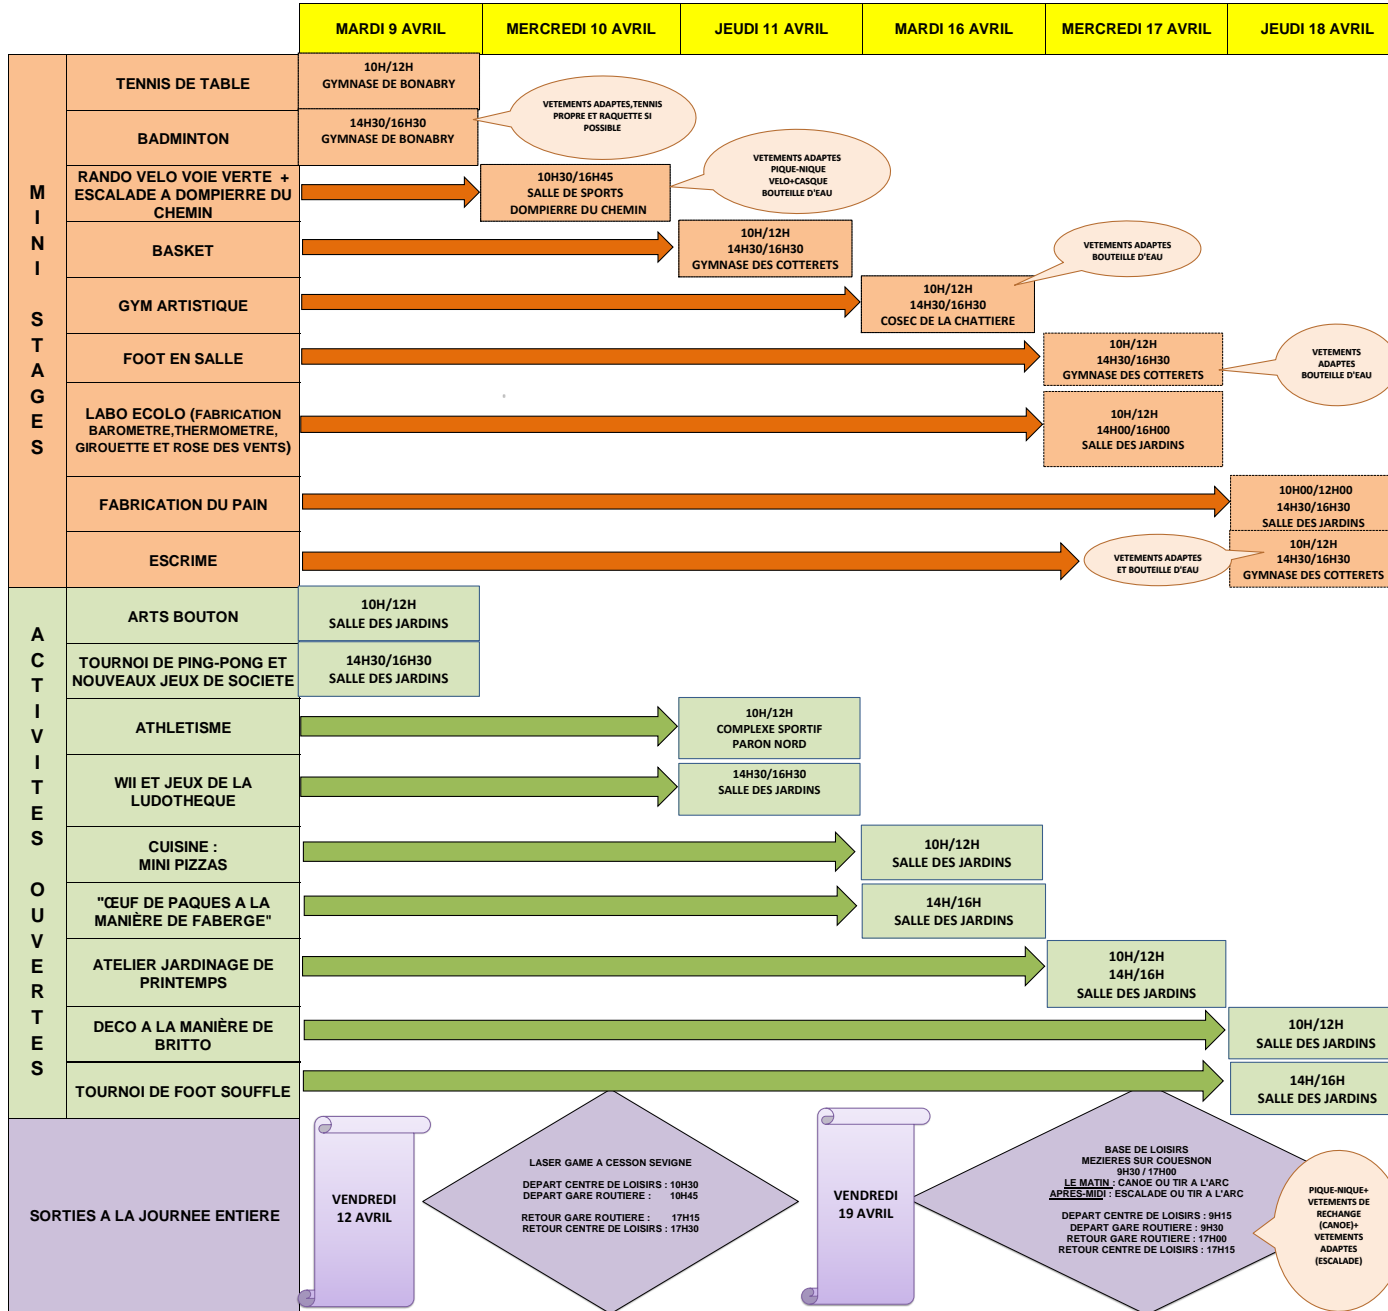 MARDI 9 AVRIL
MERCREDI 10 AVRIL
JEUDI 11 AVRIL
MARDI 16 AVRIL
MERCREDI 17 AVRIL
JEUDI 18 AVRIL
MINI STAGES
TENNIS DE TABLE
10H/12H
GYMNASE DE BONABRY
BADMINTON
14H30/16H30
GYMNASE DE BONABRY
VETEMENTS ADAPTES,TENNIS
PROPRE ET RAQUETTE SI
POSSIBLE
RANDO VELO VOIE VERTE +
ESCALADE A DOMPIERRE DU
CHEMIN
10H30/16H45
SALLE DE SPORTS
DOMPIERRE DU CHEMIN
VETEMENTS ADAPTES
PIQUE-NIQUE
VELO+CASQUE
BOUTEILLE D'EAU
BASKET
10H/12H
14H30/16H30
GYMNASE DES COTTERETS
VETEMENTS ADAPTES
BOUTEILLE D'EAU
GYM ARTISTIQUE
10H/12H
14H30/16H30
COSEC DE LA CHATTIERE
FOOT EN SALLE
10H/12H
14H30/16H30
GYMNASE DES COTTERETS
VETEMENTS
ADAPTES
BOUTEILLE D'EAU
LABO ECOLO (FABRICATION
BAROMETRE,THERMOMETRE,
GIROUETTE ET ROSE DES VENTS)
10H/12H
14H00/16H00
SALLE DES JARDINS
FABRICATION DU PAIN
10H00/12H00
14H30/16H30
SALLE DES JARDINS
ESCRIME
VETEMENTS ADAPTES
ET BOUTEILLE D'EAU
10H/12H
14H30/16H30
GYMNASE DES COTTERETS
ACTIVITES OUVERTES
ARTS BOUTON
10H/12H
SALLE DES JARDINS
TOURNOI DE PING-PONG ET
NOUVEAUX JEUX DE SOCIETE
14H30/16H30
SALLE DES JARDINS
ATHLETISME
10H/12H
COMPLEXE SPORTIF
PARON NORD
WII ET JEUX DE LA
LUDOTHEQUE
14H30/16H30
SALLE DES JARDINS
CUISINE :
MINI PIZZAS
10H/12H
SALLE DES JARDINS
"ŒUF DE PAQUES A LA
MANIÈRE DE FABERGE"
14H/16H
SALLE DES JARDINS
ATELIER JARDINAGE DE
PRINTEMPS
10H/12H
14H/16H
SALLE DES JARDINS
DECO A LA MANIÈRE DE
BRITTO
10H/12H
SALLE DES JARDINS
TOURNOI DE FOOT SOUFFLE
14H/16H
SALLE DES JARDINS
SORTIES A LA JOURNEE ENTIERE
VENDREDI
12 AVRIL
LASER GAME A CESSON SEVIGNE
DEPART CENTRE DE LOISIRS : 10H30
DEPART GARE ROUTIERE : 10H45
RETOUR GARE ROUTIERE : 17H15
RETOUR CENTRE DE LOISIRS : 17H30
VENDREDI
19 AVRIL
BASE DE LOISIRS
MEZIERES SUR COUESNON
9H30 / 17H00
LE MATIN : CANOE OU TIR A L'ARC
APRES-MIDI : ESCALADE OU TIR A L'ARC
DEPART CENTRE DE LOISIRS : 9H15
DEPART GARE ROUTIERE : 9H30
RETOUR GARE ROUTIERE : 17H00
RETOUR CENTRE DE LOISIRS : 17H15
PIQUE-NIQUE+
VETEMENTS DE
RECHANGE
(CANOE)+
VETEMENTS
ADAPTES
(ESCALADE)